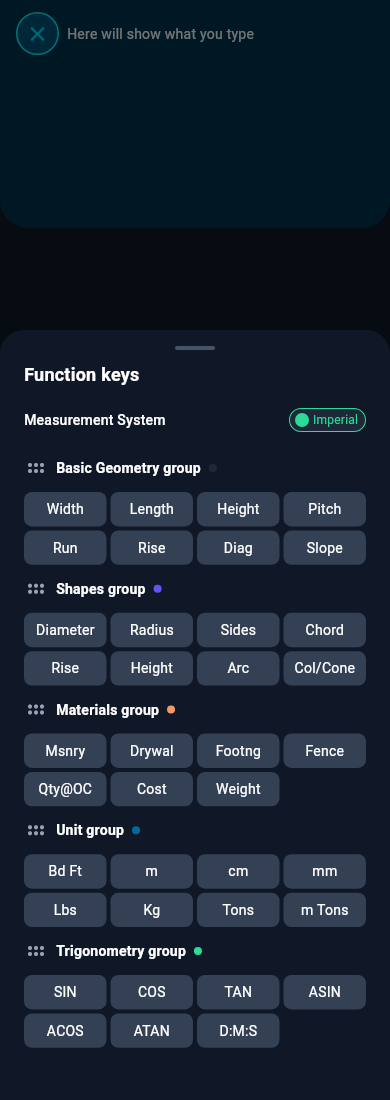 Here will show what you type
Function keys
Measurement System Imperial
Basic Geometry group
Width Length Height Pitch
Run Rise Diag Slope
Shapes group
Diameter Radius Sides Chord
Rise Height Arc Col/Cone
Materials group
Msnry Drywal Footng Fence
Qty@OC Cost Weight
Unit group
Bd Ft m cm mm
Lbs Kg Tons m Tons
Trigonometry group
SIN COS TAN ASIN
ACOS ATAN D:M:S